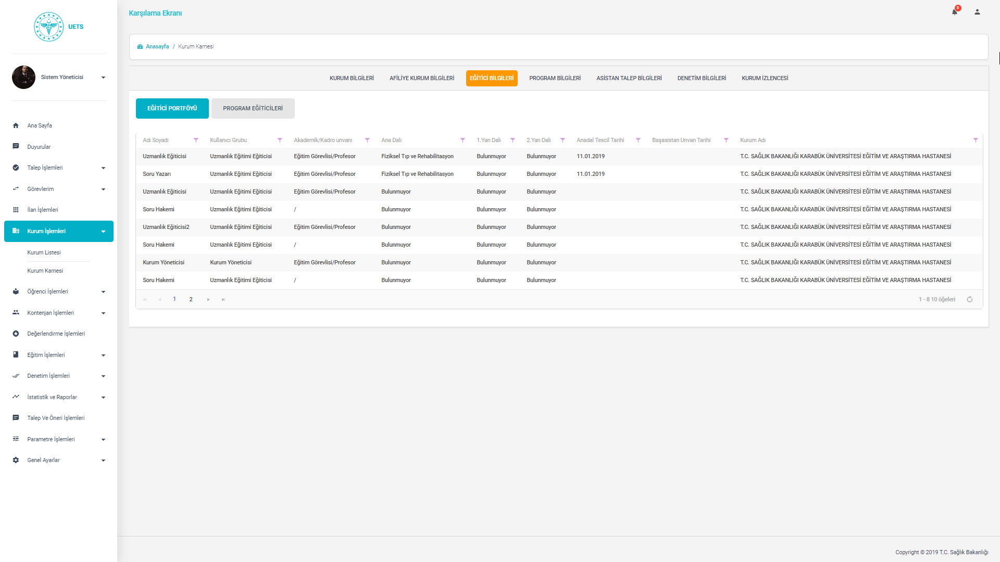 UETS
Karşılama Ekranı
0
Anasayfa / Kurum Karnesi
Sistem Yöneticisi
KURUM BİLGİLERİ AFİLİYE KURUM BİLGİLERİ EĞİTİCİ BİLGİLERİ PROGRAM BİLGİLERİ ASİSTAN TALEP BİLGİLERİ DENETİM BİLGİLERİ KURUM İZLENCESİ
EĞİTİCİ PORTFÖYÜ PROGRAM EĞİTİCİLERİ
Ana Sayfa
Duyurular
Talep İşlemleri
Görevlerim
İlan İşlemleri
Kurum İşlemleri
Kurum Listesi
Kurum Karnesi
Öğrenci İşlemleri
Kontenjan İşlemleri
Değerlendirme İşlemleri
Eğitim İşlemleri
Denetim İşlemleri
İstatistik ve Raporlar
Talep Ve Öneri İşlemleri
Parametre İşlemleri
Genel Ayarlar
Adı Soyadı Kullanıcı Grubu Akademik/Kadro unvanı Ana Dalı 1.Yan Dalı 2.Yan Dalı Anadal Tescil Tarihi Başasistan Unvan Tarihi Kurum Adı
Uzmanlık Eğiticisi Uzmanlık Eğitimi Eğiticisi Eğitim Görevlisi/Profesor Fiziksel Tıp ve Rehabilitasyon Bulunmuyor Bulunmuyor 11.01.2019 T.C. SAĞLIK BAKANLIĞI KARABÜK ÜNİVERSİTESİ EĞİTİM VE ARAŞTIRMA HASTANESİ
Soru Yazarı Uzmanlık Eğitimi Eğiticisi Eğitim Görevlisi/Profesor Fiziksel Tıp ve Rehabilitasyon Bulunmuyor Bulunmuyor 11.01.2019 T.C. SAĞLIK BAKANLIĞI KARABÜK ÜNİVERSİTESİ EĞİTİM VE ARAŞTIRMA HASTANESİ
Uzmanlık Eğiticisi Uzmanlık Eğitimi Eğiticisi Eğitim Görevlisi/Profesor Bulunmuyor Bulunmuyor Bulunmuyor T.C. SAĞLIK BAKANLIĞI KARABÜK ÜNİVERSİTESİ EĞİTİM VE ARAŞTIRMA HASTANESİ
Soru Hakemi Uzmanlık Eğitimi Eğiticisi / Bulunmuyor Bulunmuyor Bulunmuyor T.C. SAĞLIK BAKANLIĞI KARABÜK ÜNİVERSİTESİ EĞİTİM VE ARAŞTIRMA HASTANESİ
Uzmanlık Eğiticisi2 Uzmanlık Eğitimi Eğiticisi Eğitim Görevlisi/Profesor Bulunmuyor Bulunmuyor Bulunmuyor T.C. SAĞLIK BAKANLIĞI KARABÜK ÜNİVERSİTESİ EĞİTİM VE ARAŞTIRMA HASTANESİ
Soru Hakemi Uzmanlık Eğitimi Eğiticisi / Bulunmuyor Bulunmuyor Bulunmuyor T.C. SAĞLIK BAKANLIĞI KARABÜK ÜNİVERSİTESİ EĞİTİM VE ARAŞTIRMA HASTANESİ
Kurum Yöneticisi Kurum Yöneticisi Eğitim Görevlisi/Profesor Bulunmuyor Bulunmuyor Bulunmuyor T.C. SAĞLIK BAKANLIĞI KARABÜK ÜNİVERSİTESİ EĞİTİM VE ARAŞTIRMA HASTANESİ
Soru Hakemi Uzmanlık Eğitimi Eğiticisi / Bulunmuyor Bulunmuyor Bulunmuyor T.C. SAĞLIK BAKANLIĞI KARABÜK ÜNİVERSİTESİ EĞİTİM VE ARAŞTIRMA HASTANESİ
1 2 1 - 8 10 öğeleri
Copyright © 2019 T.C. Sağlık Bakanlığı